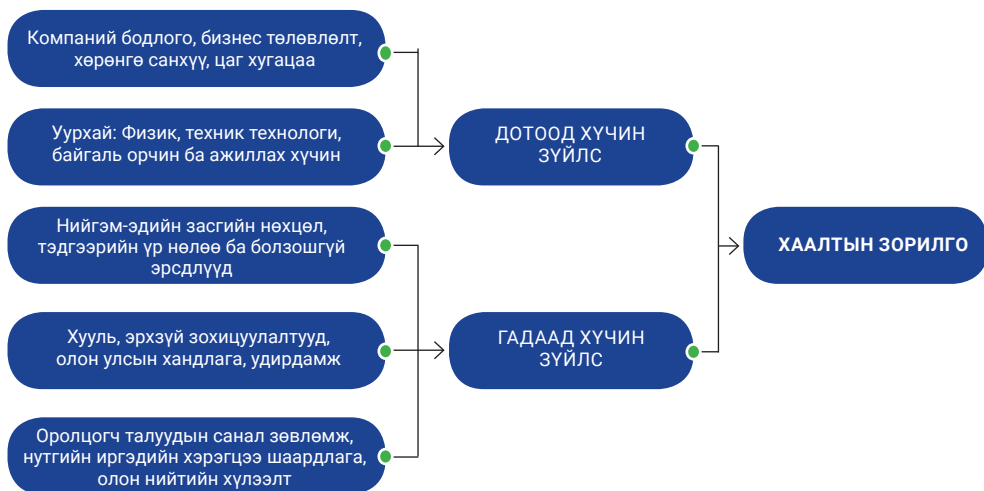 Компаний бодлого, бизнес төлөвлөлт,
хөрөнгө санхүү, цаг хугацаа
Уурхай: Физик, техник технологи,
байгаль орчин ба ажиллах хүчин
Нийгэм-эдийн засгийн нөхцөл,
тэдгээрийн үр нөлөө ба болзошгүй
эрсдлүүд
Хууль, эрхзүй зохицуулалтууд,
олон улсын хандлага, удирдамж
Оролцогч талуудын санал зөвлөмж,
нутгийн иргэдийн хэрэгцээ шаардлага,
олон нийтийн хүлээлт
ДОТООД ХҮЧИН
ЗҮЙЛС
ГАДААД ХҮЧИН
ЗҮЙЛС
ХААЛТЫН ЗОРИЛГО